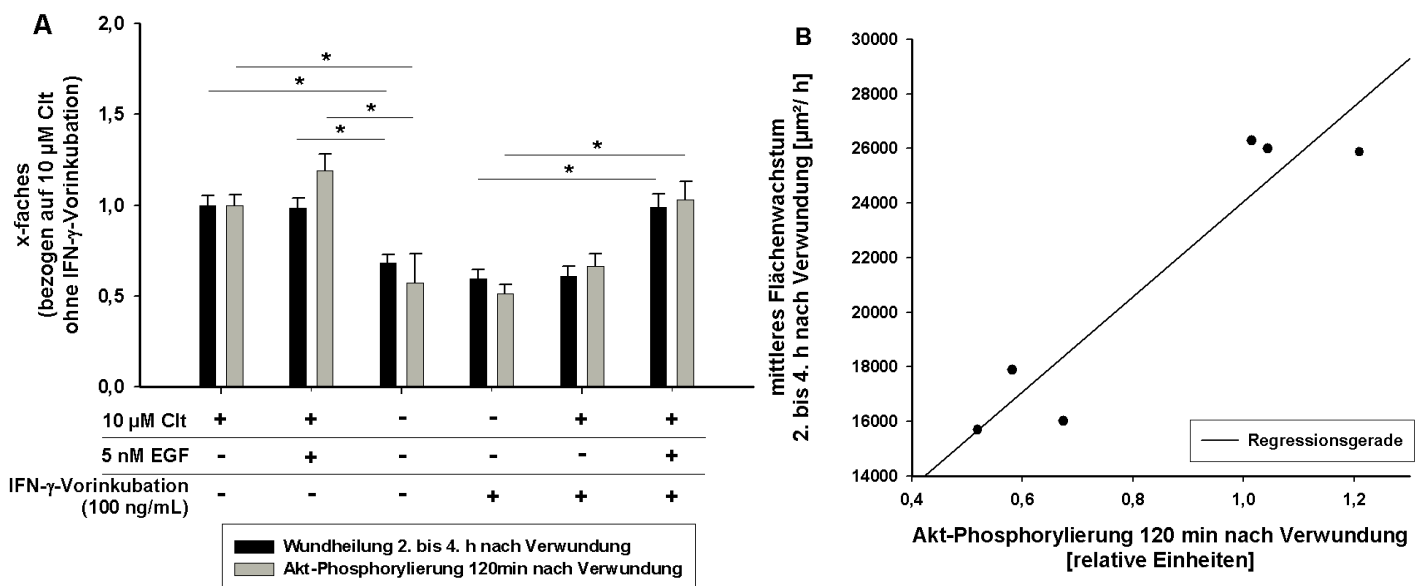 A
x-faches
(bezogen auf 10 µM Clt
ohne IFN-γ-Vorinkubation)
2,0
1,5
1,0
0,5
0,0
* * * * * *
10 µM Clt + + - - + +
5 nM EGF - + - - - +
IFN-γ-Vorinkubation
(100 ng/mL) - - - + + +
Wundheilung 2. bis 4. h nach Verwundung
Akt-Phosphorylierung 120min nach Verwundung
B
mittleres Flächenwachstum
2. bis 4. h nach Verwundung [µm²/ h]
30000
28000
26000
24000
22000
20000
18000
16000
14000
0,4 0,6 0,8 1,0 1,2
Regressionsgerade
Akt-Phosphorylierung 120 min nach Verwundung
[relative Einheiten]